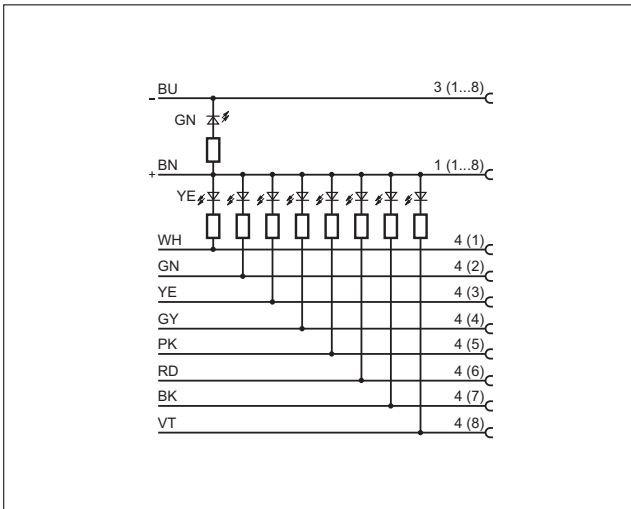 - BU 3 (1...8)
GN
+ BN 1 (1...8)
YE
WH 4 (1)
GN 4 (2)
YE 4 (3)
GY 4 (4)
PK 4 (5)
RD 4 (6)
BK 4 (7)
VT 4 (8)